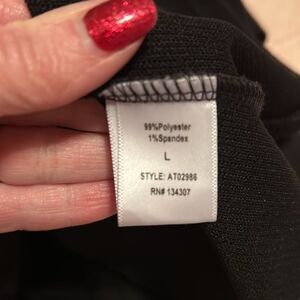 99%Polyester
1%Spandex
L
STYLE: AT02986
RN# 134307